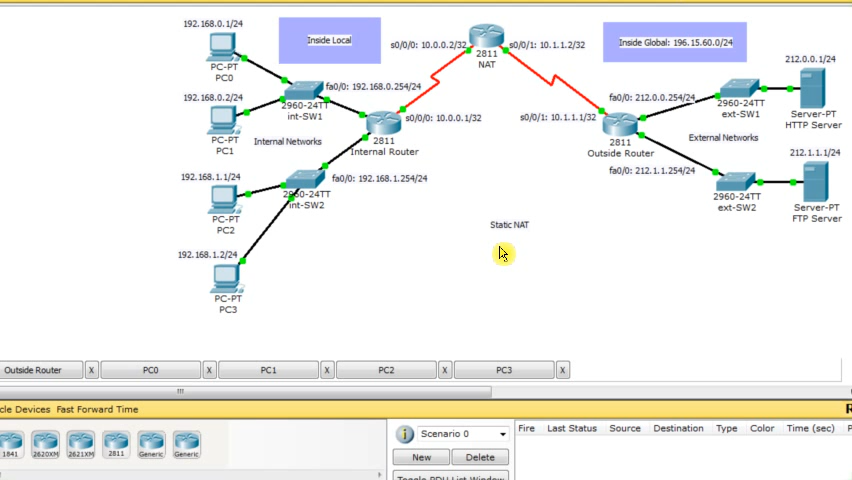 192.168.0.1/24
PC-PT
PC0
192.168.0.2/24
PC-PT
PC1
192.168.1.1/24
PC-PT
PC2
192.168.1.2/24
PC-PT
PC3
Inside Local
fa0/0: 192.168.0.254/24
2960-24TT
int-SW1
Internal Networks
2811
Internal Router
s0/0/0: 10.0.0.1/32
fa0/0: 192.168.1.254/24
2960-24TT
int-SW2
s0/0/0: 10.0.0.2/32
2811
NAT
s0/0/1: 10.1.1.2/32
Inside Global: 196.15.60.0/24
s0/0/1: 10.1.1.1/32
2811
Outside Router
fa0/0: 212.0.0.254/24
2960-24TT
ext-SW1
212.0.0.1/24
Server-PT
HTTP Server
External Networks
fa0/0: 212.1.1.254/24
2960-24TT
ext-SW2
212.1.1.1/24
Server-PT
FTP Server
Static NAT
Outside Router X PC0 X PC1 X PC2 X PC3 X
cle Devices Fast Forward Time
R
1841 2620XM 2621XM 2811 Generic Generic
Scenario 0
New Delete
Toggle PDU List Window
Fire Last Status Source Destination Type Color Time (sec) P